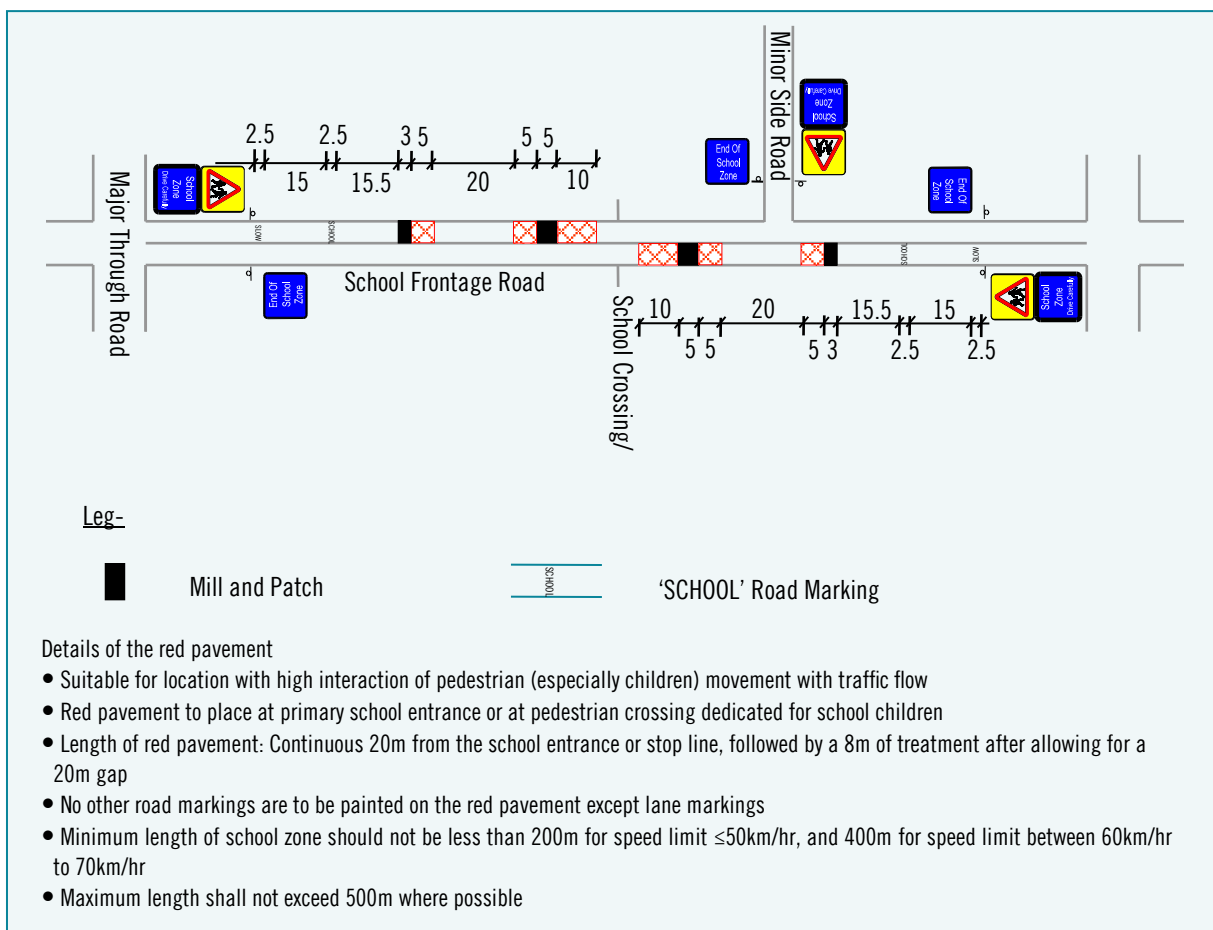 2.5
2.5
3 5
5 5
15
15.5
20
10
Major Through Road
School
Zone
Drive Carefully
SLOW
SCHOOL
End Of
School
Zone
School Frontage Road
Minor Side Road
School
Zone
Drive Carefully
End Of
School
Zone
End Of
School
Zone
SCHOOL
SLOW
School
Zone
Drive Carefully
School Crossing/
10
20
15.5
15
5 5
5 3
2.5
2.5
Leg-
Mill and Patch
SCHOOL
‘SCHOOL’ Road Marking
Details of the red pavement
• Suitable for location with high interaction of pedestrian (especially children) movement with traffic flow
• Red pavement to place at primary school entrance or at pedestrian crossing dedicated for school children
• Length of red pavement: Continuous 20m from the school entrance or stop line, followed by a 8m of treatment after allowing for a
20m gap
• No other road markings are to be painted on the red pavement except lane markings
• Minimum length of school zone should not be less than 200m for speed limit ≤50km/hr, and 400m for speed limit between 60km/hr
to 70km/hr
• Maximum length shall not exceed 500m where possible